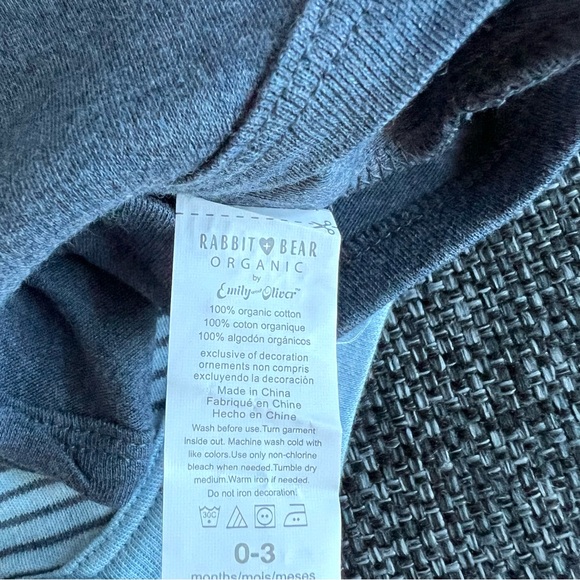 RABBIT BEAR
ORGANIC
by
Emily and Oliver™
100% organic cotton
100% coton organique
100% algodón orgánicos
exclusive of decoration
ornements non compris
excluyendo la decoración
Made in China
Fabriqué en Chine
Hecho en Chine
Wash before use.Turn garment
inside out. Machine wash cold with
like colors.Use only non-chlorine
bleach when needed.Tumble dry
medium.Warm iron if needed.
Do not iron decoration.
30C
0-3
months/mois/meses